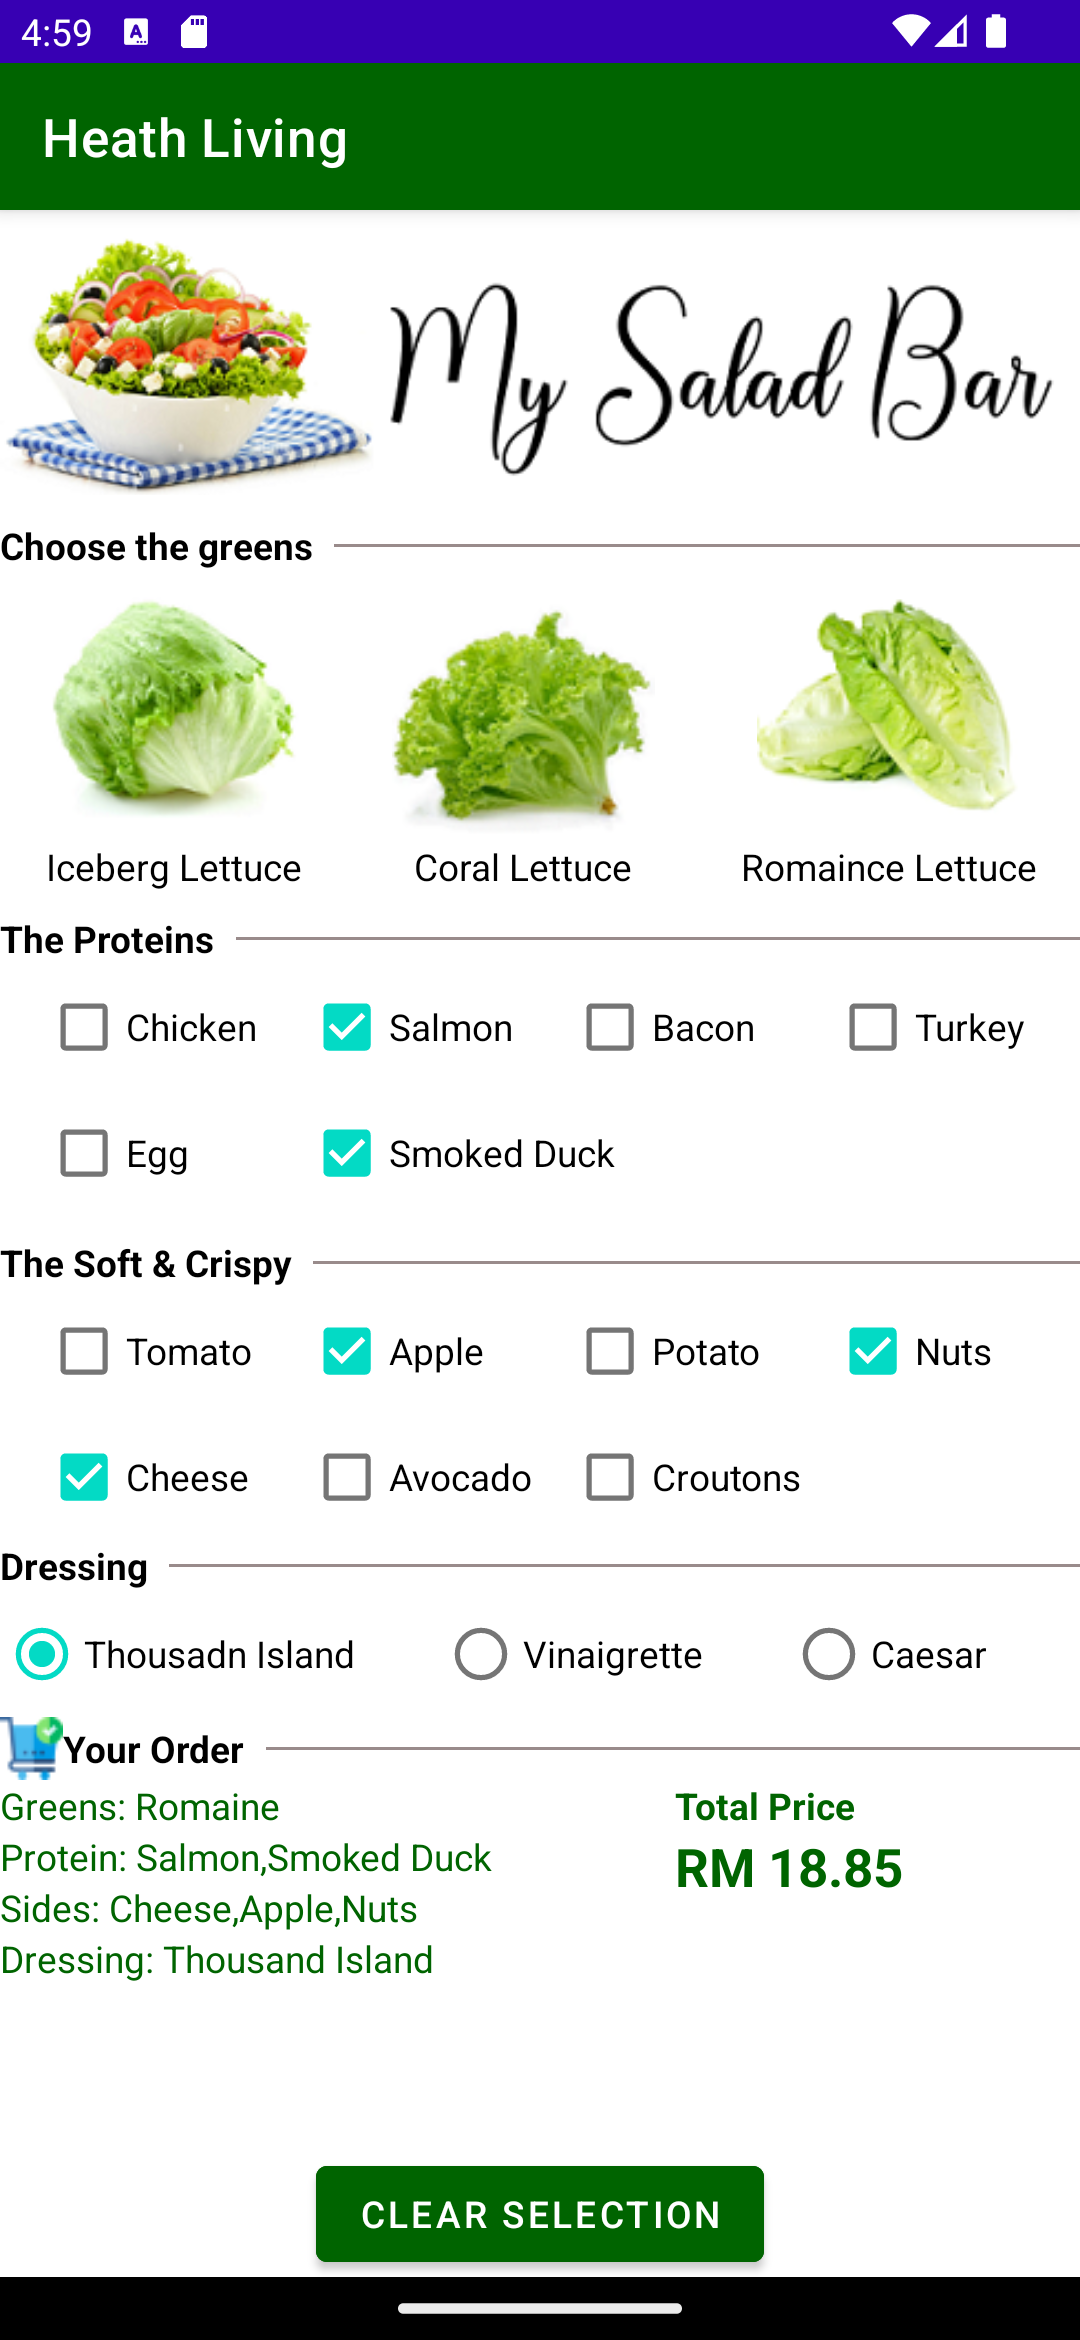 4:59
Heath Living
My Salad Bar
Choose the greens
Iceberg Lettuce Coral Lettuce Romaince Lettuce
The Proteins
Chicken Salmon Bacon Turkey
Egg Smoked Duck
The Soft & Crispy
Tomato Apple Potato Nuts
Cheese Avocado Croutons
Dressing
Thousadn Island Vinaigrette Caesar
Your Order
Greens: Romaine Total Price
Protein: Salmon,Smoked Duck RM 18.85
Sides: Cheese,Apple,Nuts
Dressing: Thousand Island
CLEAR SELECTION